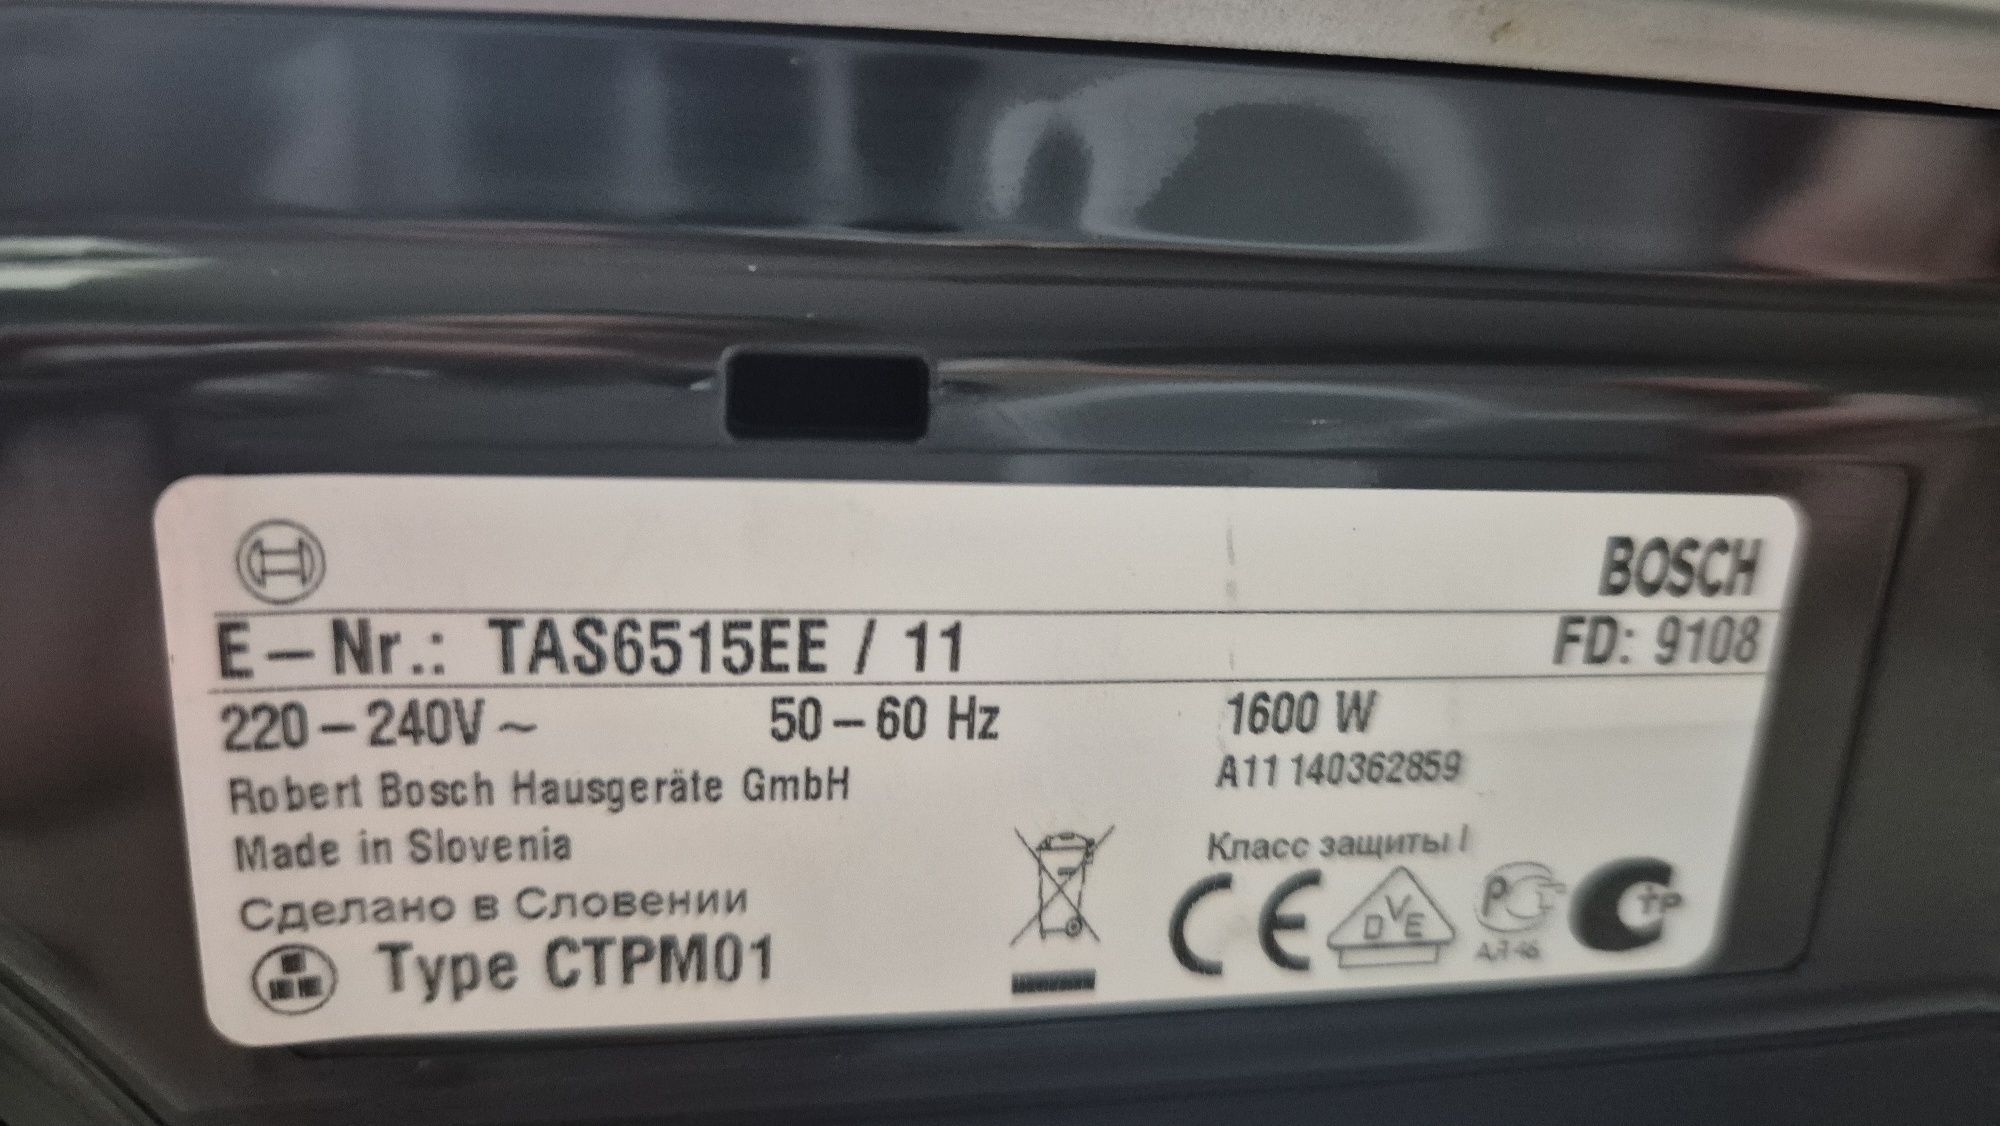 BOSCH
E-Nr.: TAS6515EE / 11 FD: 9108
220-240V~ 50-60 Hz 1600 W
A11 140362859
Robert Bosch Hausgeräte GmbH
Made in Slovenia
Класс защиты I
Сделано в Словении
Type CTPM01
CE DVE